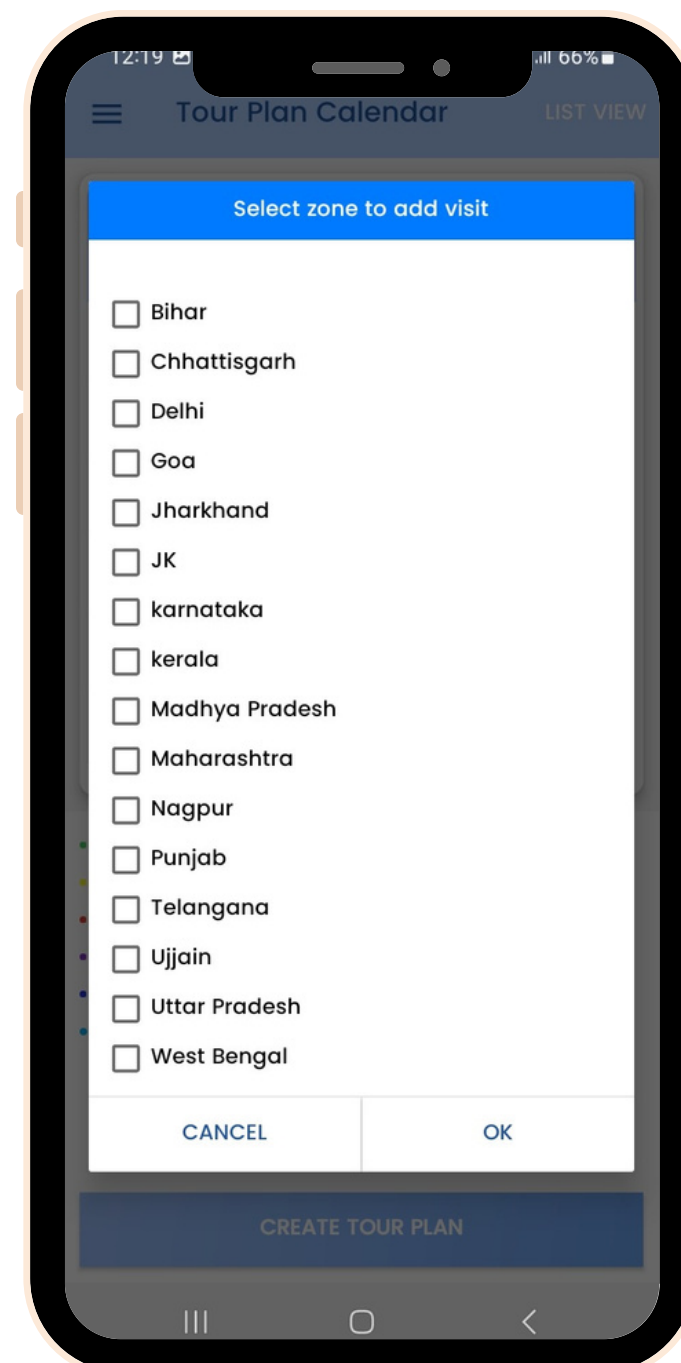 12:19 66%
Tour Plan Calendar LIST VIEW
Select zone to add visit
Bihar
Chhattisgarh
Delhi
Goa
Jharkhand
JK
karnataka
kerala
Madhya Pradesh
Maharashtra
Nagpur
Punjab
Telangana
Ujjain
Uttar Pradesh
West Bengal
CANCEL OK
CREATE TOUR PLAN